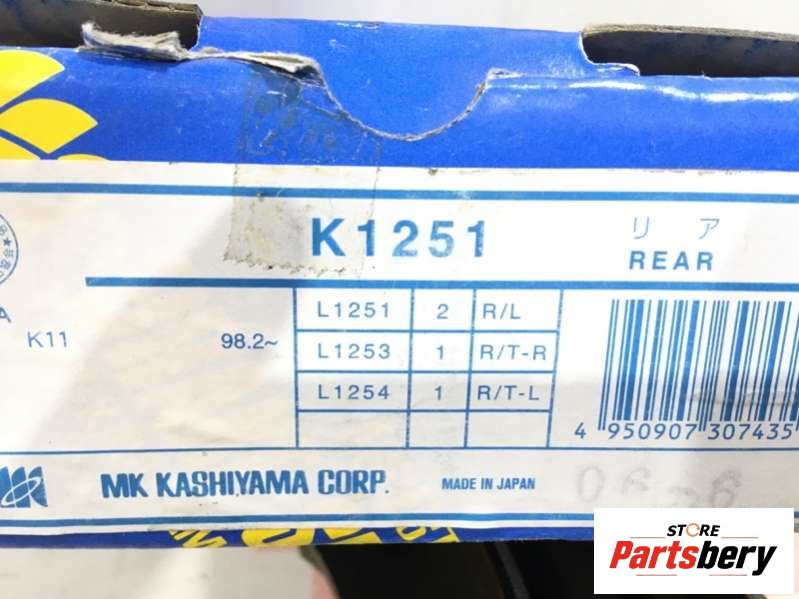 K1251
リア
REAR
A
K11 98.2~
L1251 2 R/L
L1253 1 R/T-R
L1254 1 R/T-L
4 950907 307435
MK KASHIYAMA CORP. MADE IN JAPAN
STORE
Partsbery